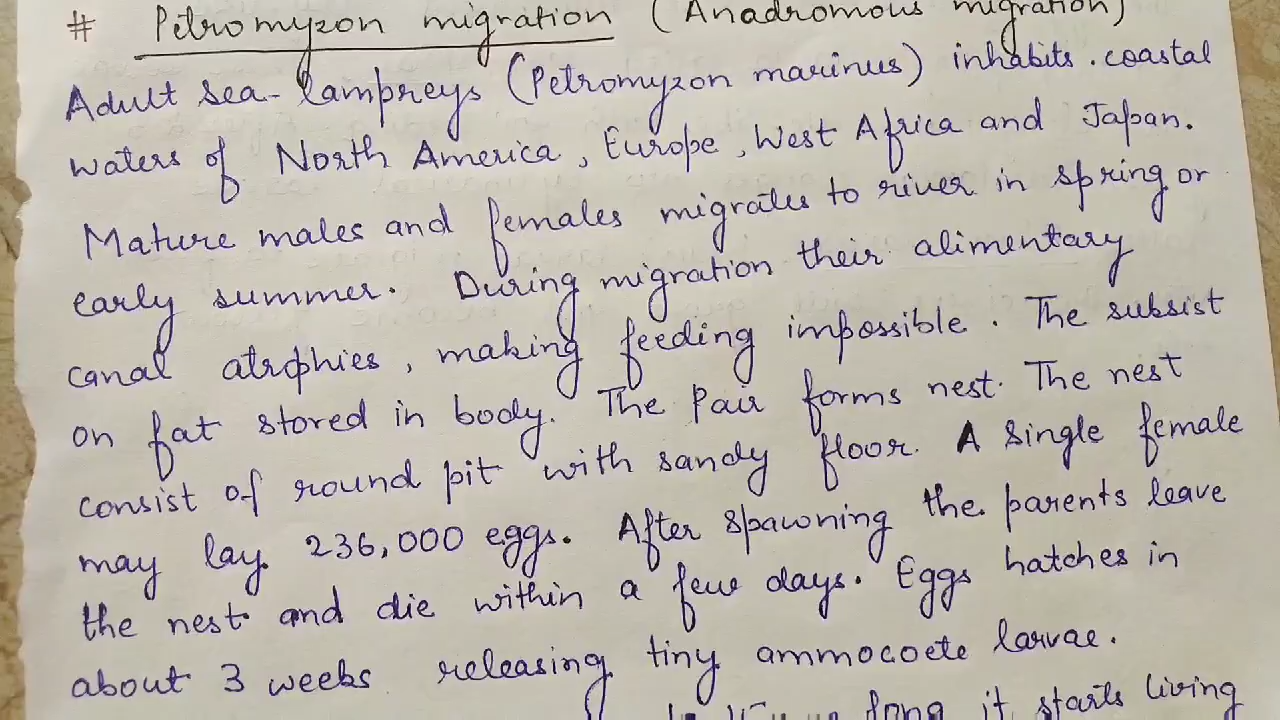 # Petromyzon migration (Anadromous migration)
Adult sea-lampreys (Petromyzon marinus) inhabits . coastal
waters of North America, Europe, West Africa and Japan.
Mature males and females migrates to river in spring or
early summer. During migration their alimentary
canal atrophies, making feeding impossible. The subsist
on fat stored in body. The Pair forms nest. The nest
consist of round pit with sandy floor. A single female
may lay 236,000 eggs. After spawning the parents leave
the nest and die within a few days. Eggs hatches in
about 3 weeks releasing tiny ammocoete larvae.
long it starts living